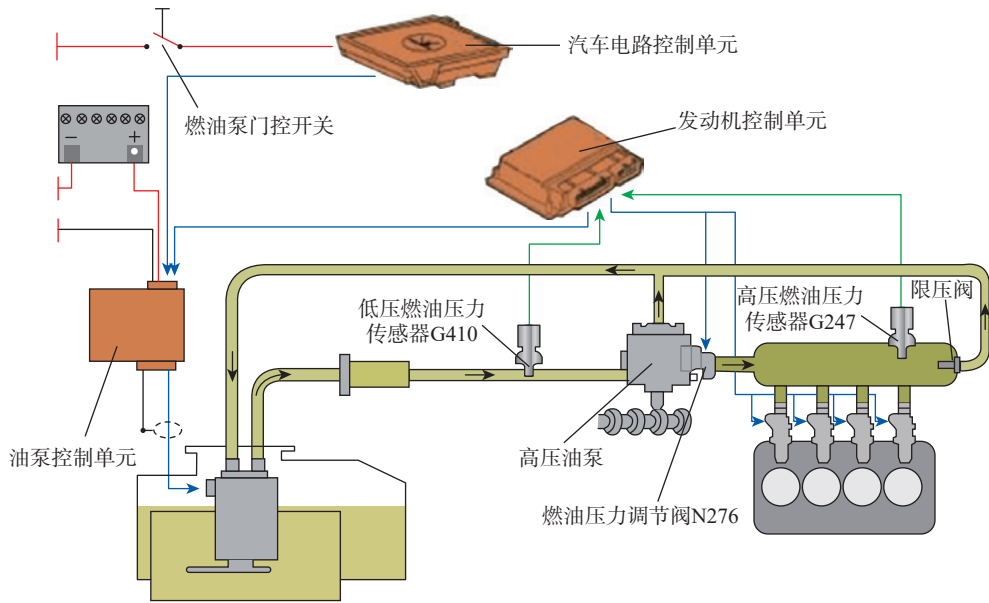 汽车电路控制单元
燃油泵门控开关
发动机控制单元
− +
低压燃油压力
传感器G410
高压燃油压力
传感器G247
限压阀
油泵控制单元
高压油泵
燃油压力调节阀N276